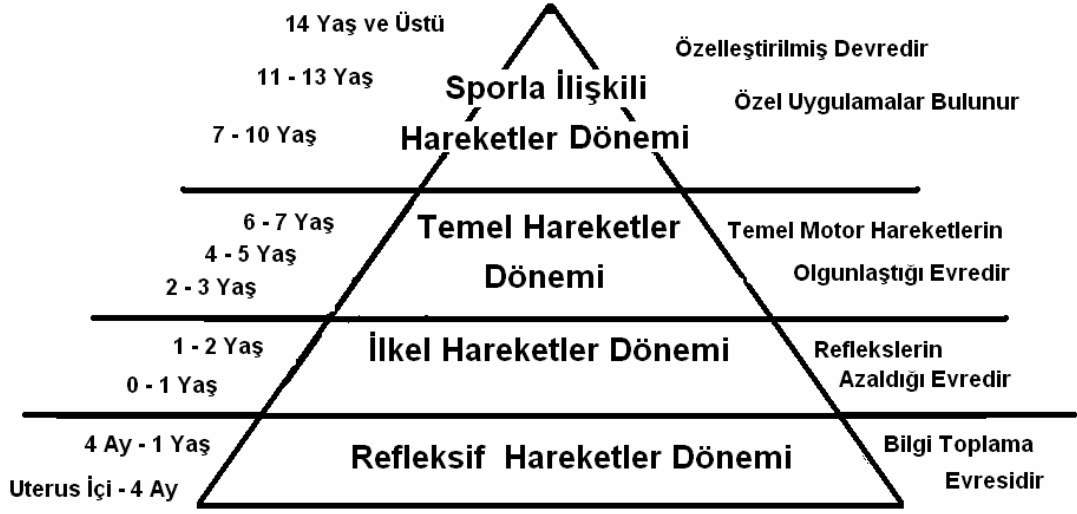 14 Yaş ve Üstü
Özelleştirilmiş Devredir
11 - 13 Yaş
Sporla İlişkili
Özel Uygulamalar Bulunur
7 - 10 Yaş
Hareketler Dönemi
6 - 7 Yaş
Temel Hareketler
Temel Motor Hareketlerin
4 - 5 Yaş
Dönemi
Olgunlaştığı Evredir
2 - 3 Yaş
1 - 2 Yaş
İlkel Hareketler Dönemi
Reflekslerin
0 - 1 Yaş
Azaldığı Evredir
4 Ay - 1 Yaş
Refleksif Hareketler Dönemi
Bilgi Toplama
Uterus İçi - 4 Ay
Evresidir